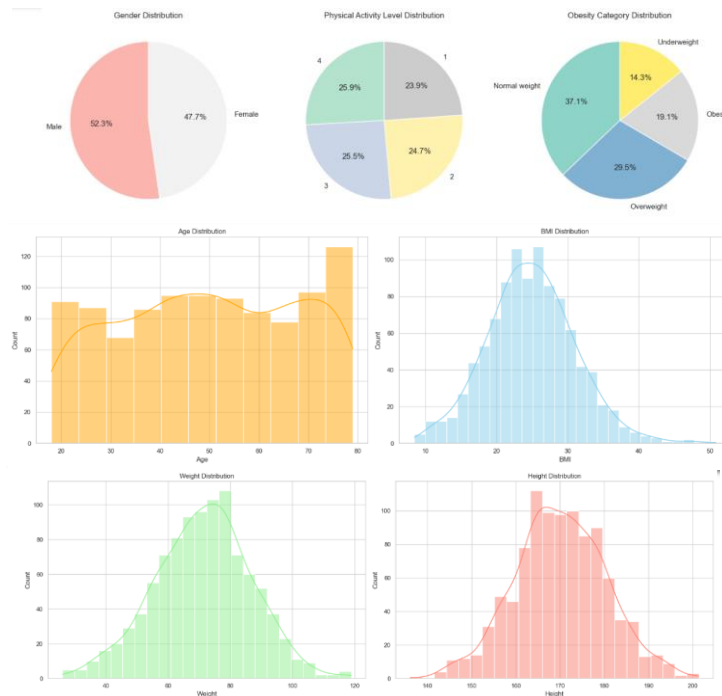 Gender Distribution
Physical Activity Level Distribution
Obesity Category Distribution
Male
52.3%
47.7%
Female
4
25.9%
23.9%
1
3
25.5%
24.7%
2
Normal weight
37.1%
Underweight
14.3%
19.1%
Obes
29.5%
Overweight
Age Distribution
Count
120
100
80
60
40
20
0
20 30 40 50 60 70 80
Age
BMI Distribution
Count
100
80
60
40
20
0
10 20 30 40 50
BMI
Weight Distribution
Count
100
80
60
40
20
0
40 60 80 100 120
Weight
Height Distribution
Count
100
80
60
40
20
0
140 150 160 170 180 190 200
Height